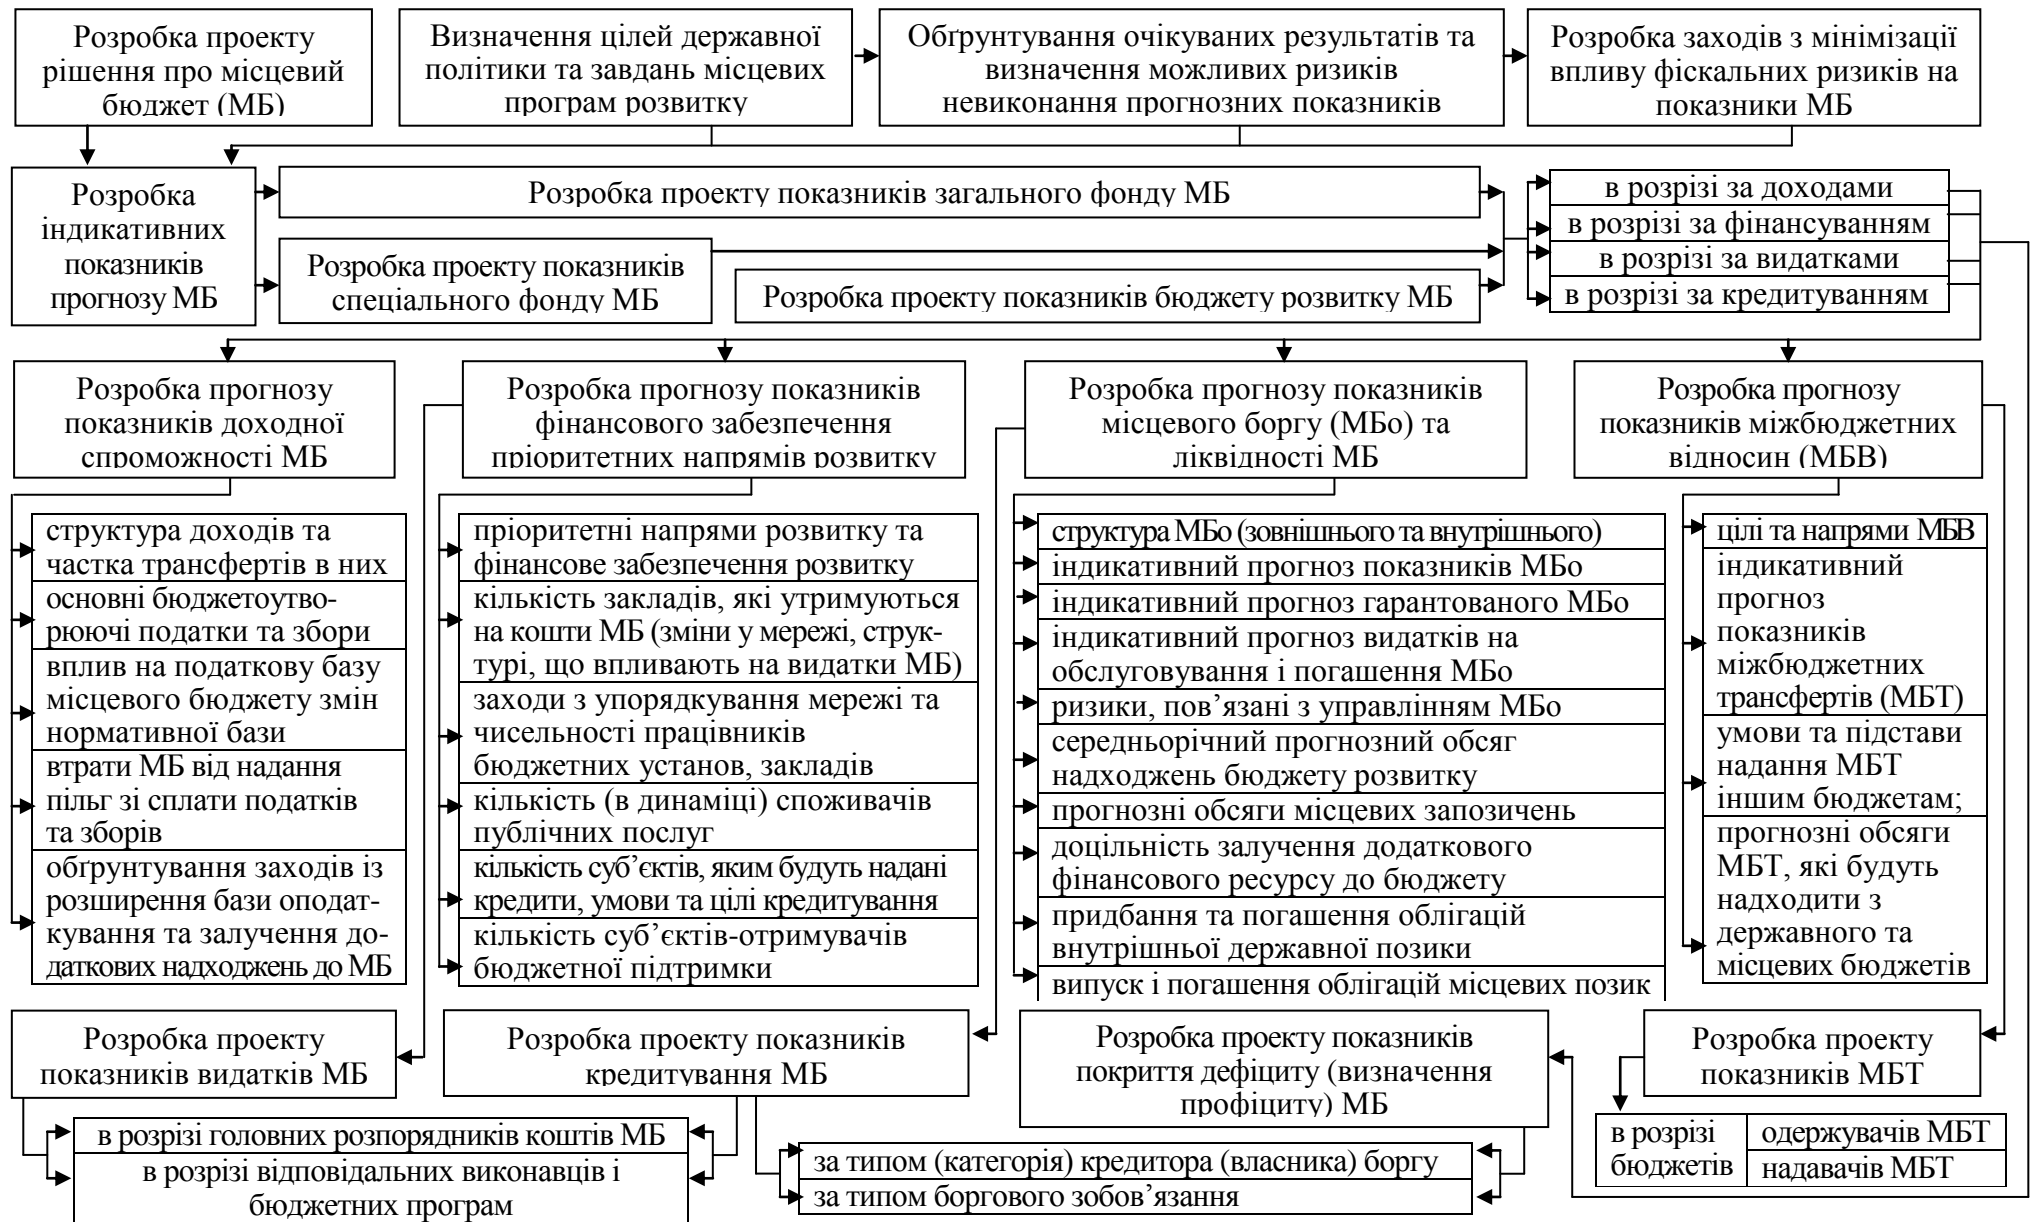 Розробка проекту
рішення про місцевий
бюджет (МБ)
Визначення цілей державної
політики та завдань місцевих
програм розвитку
Обґрунтування очікуваних результатів та
визначення можливих ризиків
невиконання прогнозних показників
Розробка заходів з мінімізації
впливу фіскальних ризиків на
показники МБ
Розробка
індикативних
показників
прогнозу МБ
Розробка проекту показників загального фонду МБ
Розробка проекту показників
спеціального фонду МБ
Розробка проекту показників бюджету розвитку МБ
в розрізі за доходами
в розрізі за фінансуванням
в розрізі за видатками
в розрізі за кредитуванням
Розробка прогнозу
показників доходної
спроможності МБ
Розробка прогнозу показників
фінансового забезпечення
пріоритетних напрямів розвитку
Розробка прогнозу показників
місцевого боргу (МБо) та
ліквідності МБ
Розробка прогнозу
показників міжбюджетних
відносин (МБВ)
структура доходів та
частка трансфертів в них
основні бюджетоутво-
рюючі податки та збори
вплив на податкову базу
місцевого бюджету змін
нормативної бази
втрати МБ від надання
пільг зі сплати податків
та зборів
обґрунтування заходів із
розширення бази оподат-
кування та залучення до-
даткових надходжень до МБ
пріоритетні напрями розвитку та
фінансове забезпечення розвитку
кількість закладів, які утримуються
на кошти МБ (зміни у мережі, струк-
турі, що впливають на видатки МБ)
заходи з упорядкування мережі та
чисельності працівників
бюджетних установ, закладів
кількість (в динаміці) споживачів
публічних послуг
кількість суб’єктів, яким будуть надані
кредити, умови та цілі кредитування
кількість суб’єктів-отримувачів
бюджетної підтримки
структура МБо (зовнішнього та внутрішнього)
індикативний прогноз показників МБо
індикативний прогноз гарантованого МБо
індикативний прогноз видатків на
обслуговування і погашення МБо
ризики, пов’язані з управлінням МБо
середньорічний прогнозний обсяг
надходжень бюджету розвитку
прогнозні обсяги місцевих запозичень
доцільність залучення додаткового
фінансового ресурсу до бюджету
придбання та погашення облігацій
внутрішньої державної позики
випуск і погашення облігацій місцевих позик
цілі та напрями МБВ
індикативний
прогноз
показників
міжбюджетних
трансфертів (МБТ)
умови та підстави
надання МБТ
іншим бюджетам;
прогнозні обсяги
МБТ, які будуть
надходити з
державного та
місцевих бюджетів
Розробка проекту
показників видатків МБ
Розробка проекту показників
кредитування МБ
Розробка проекту показників
покриття дефіциту (визначення
профіциту) МБ
Розробка проекту
показників МБТ
в розрізі головних розпорядників коштів МБ
в розрізі відповідальних виконавців і
бюджетних програм
за типом (категорія) кредитора (власника) боргу
за типом боргового зобов’язання
в розрізі
бюджетів
одержувачів МБТ
надавачів МБТ